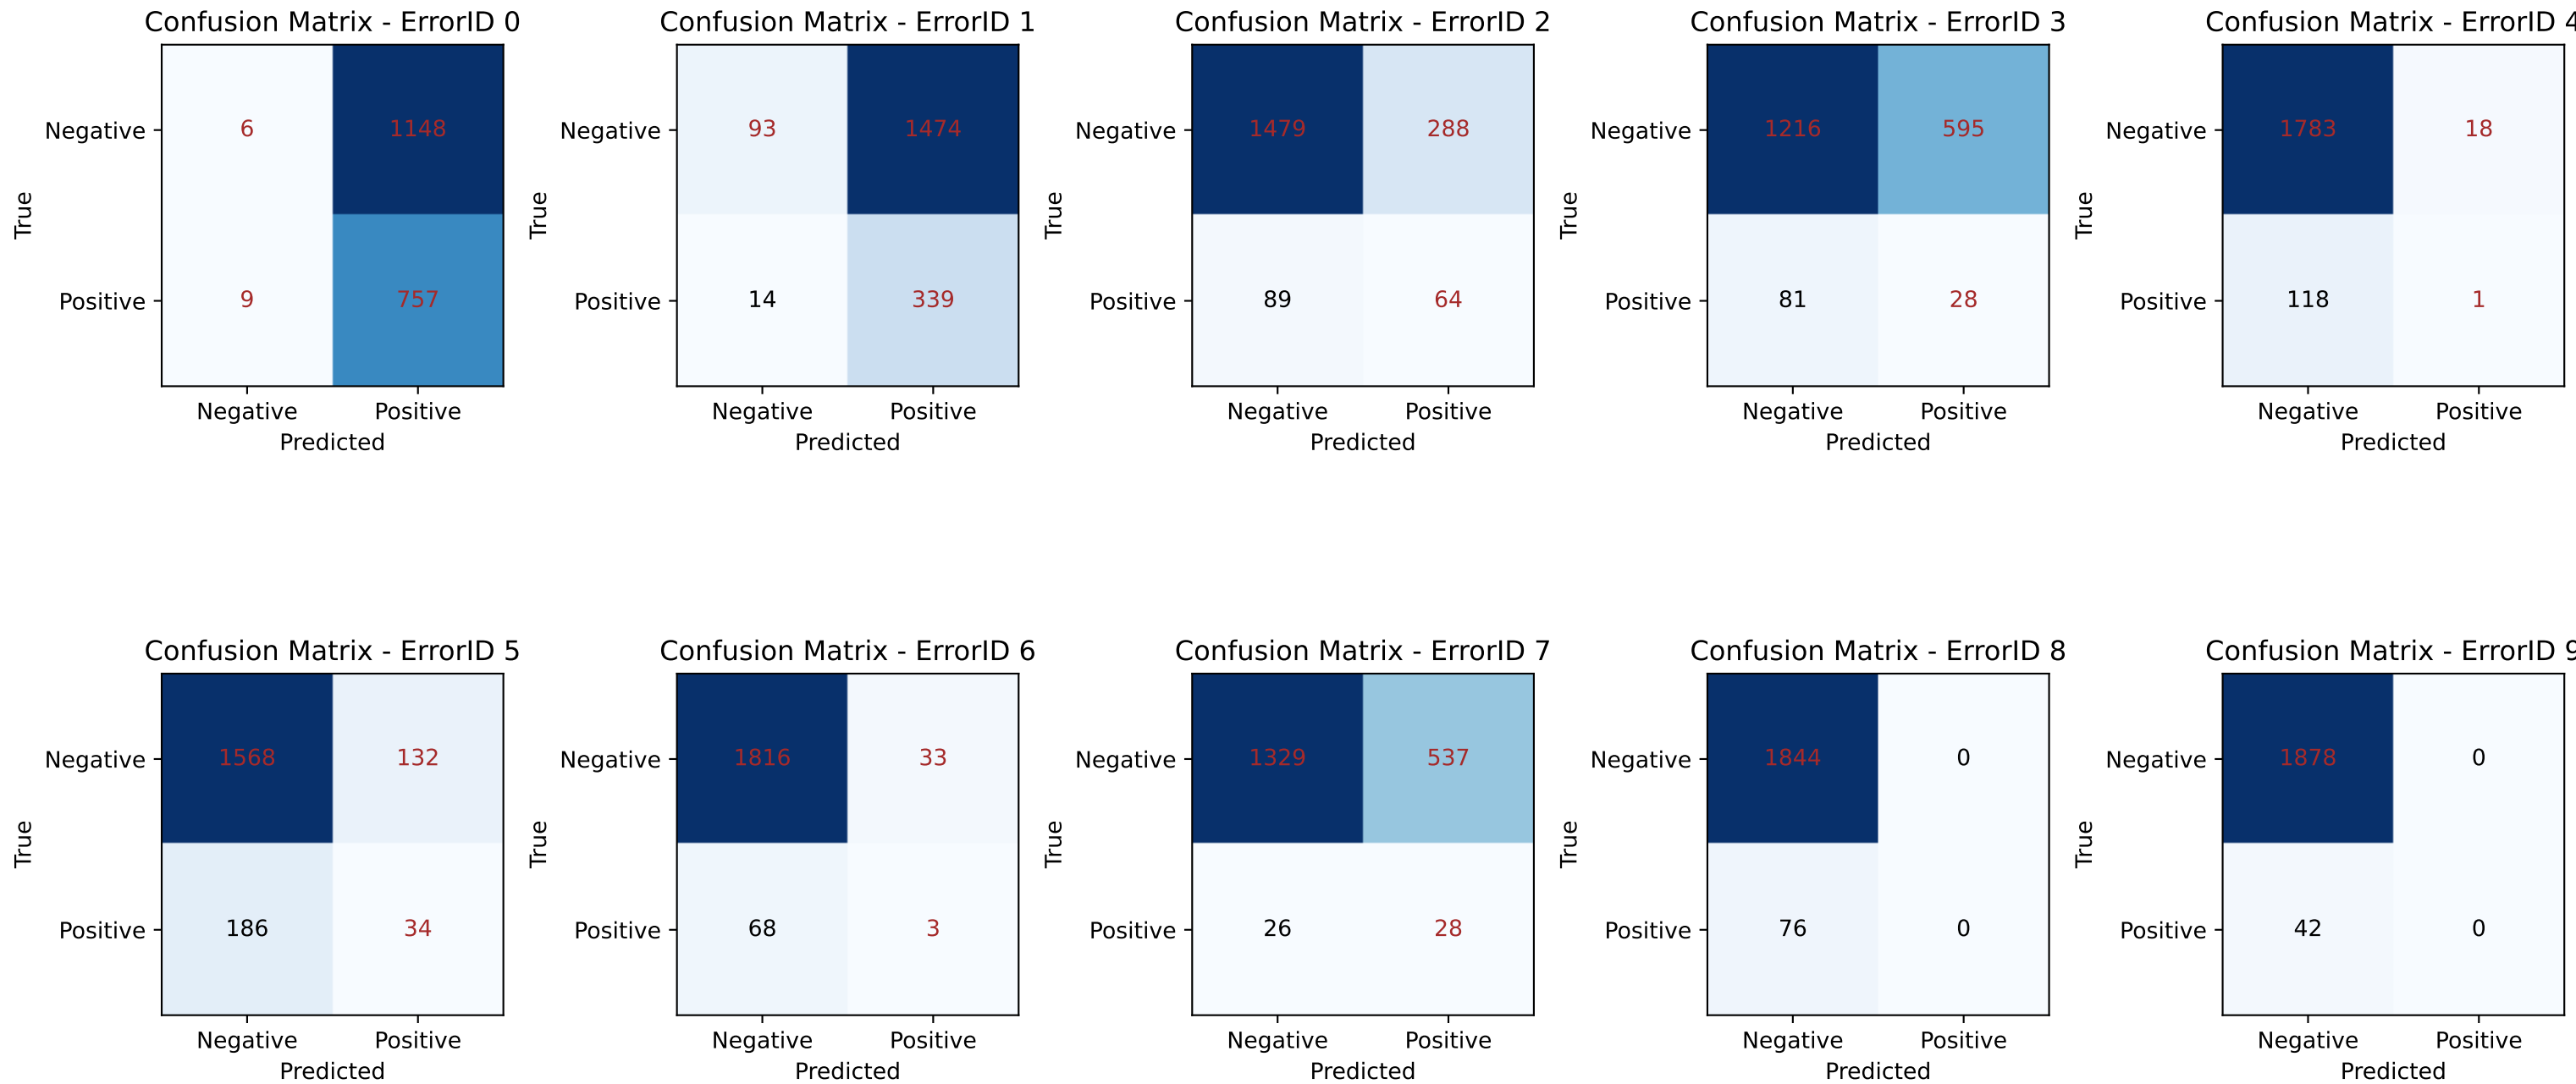 Confusion Matrix - ErrorID 0
Negative
Positive
True
6
1148
9
757
Negative
Positive
Predicted
Confusion Matrix - ErrorID 1
Negative
Positive
True
93
1474
14
339
Negative
Positive
Predicted
Confusion Matrix - ErrorID 2
Negative
Positive
True
1479
288
89
64
Negative
Positive
Predicted
Confusion Matrix - ErrorID 3
Negative
Positive
True
1216
595
81
28
Negative
Positive
Predicted
Confusion Matrix - ErrorID 4
Negative
Positive
True
1783
18
118
1
Negative
Positive
Predicted
Confusion Matrix - ErrorID 5
Negative
Positive
True
1568
132
186
34
Negative
Positive
Predicted
Confusion Matrix - ErrorID 6
Negative
Positive
True
1816
33
68
3
Negative
Positive
Predicted
Confusion Matrix - ErrorID 7
Negative
Positive
True
1329
537
26
28
Negative
Positive
Predicted
Confusion Matrix - ErrorID 8
Negative
Positive
True
1844
0
76
0
Negative
Positive
Predicted
Confusion Matrix - ErrorID 9
Negative
Positive
True
1878
0
42
0
Negative
Positive
Predicted